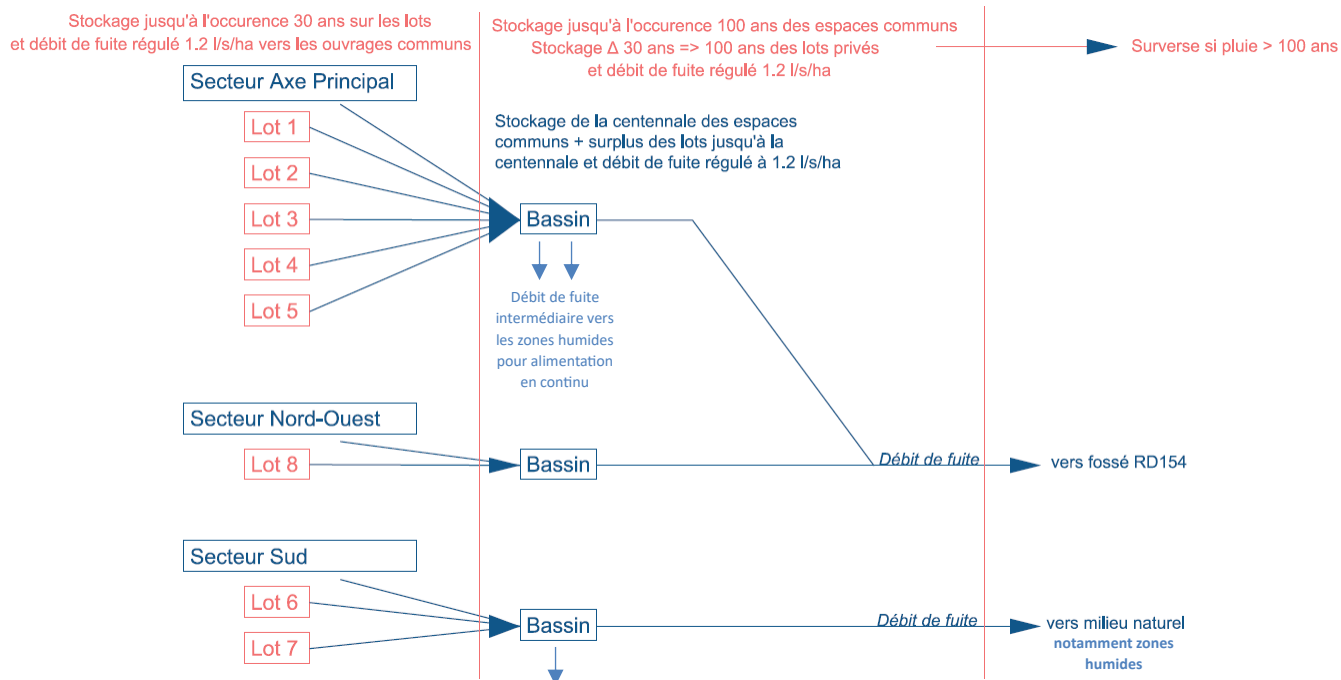 Stockage jusqu'à l'occurence 30 ans sur les lots
et débit de fuite régulé 1.2 l/s/ha vers les ouvrages communs
Stockage jusqu'à l'occurence 100 ans des espaces communs
Stockage Δ 30 ans => 100 ans des lots privés
et débit de fuite régulé 1.2 l/s/ha
Surverse si pluie > 100 ans
Secteur Axe Principal
Lot 1
Lot 2
Lot 3
Lot 4
Lot 5
Stockage de la centennale des espaces
communs + surplus des lots jusqu'à la
centennale et débit de fuite régulé à 1.2 l/s/ha
Bassin
Débit de fuite
intermédiaire vers
les zones humides
pour alimentation
en continu
Secteur Nord-Ouest
Lot 8
Bassin
Débit de fuite
vers fossé RD154
Secteur Sud
Lot 6
Lot 7
Bassin
Débit de fuite
vers milieu naturel
notamment zones
humides